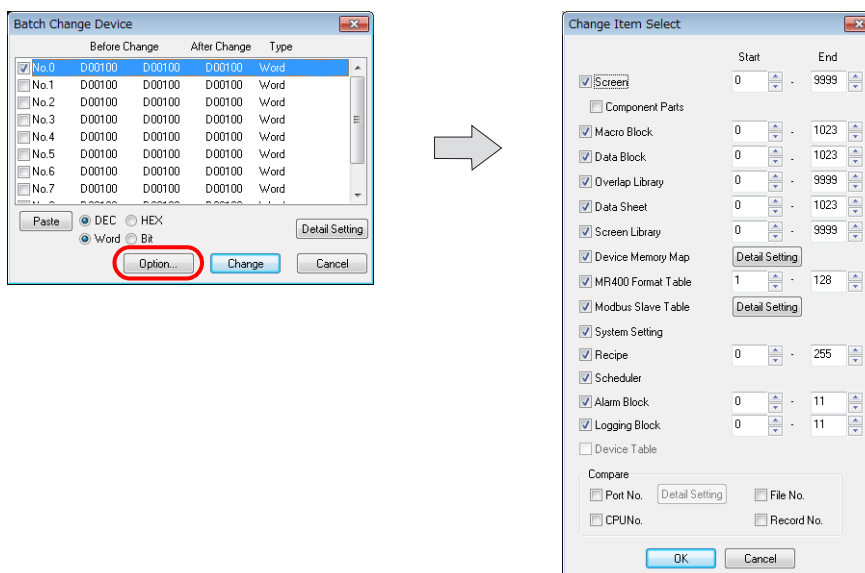 Batch Change Device
Before Change After Change Type
No.0 D00100 D00100 D00100 Word
No.1 D00100 D00100 D00100 Word
No.2 D00100 D00100 D00100 Word
No.3 D00100 D00100 D00100 Word
No.4 D00100 D00100 D00100 Word
No.5 D00100 D00100 D00100 Word
No.6 D00100 D00100 D00100 Word
No.7 D00100 D00100 D00100 Word
Paste DEC HEX
Word Bit Detail Setting
Option... Change Cancel
Change Item Select
Start End
Screen 0 - 9999
Component Parts
Macro Block 0 - 1023
Data Block 0 - 1023
Overlap Library 0 - 9999
Data Sheet 0 - 1023
Screen Library 0 - 9999
Device Memory Map Detail Setting
MR400 Format Table 1 - 128
Modbus Slave Table Detail Setting
System Setting
Recipe 0 - 255
Scheduler
Alarm Block 0 - 11
Logging Block 0 - 11
Device Table
Compare
Port No. Detail Setting File No.
CPUNo. Record No.
OK Cancel